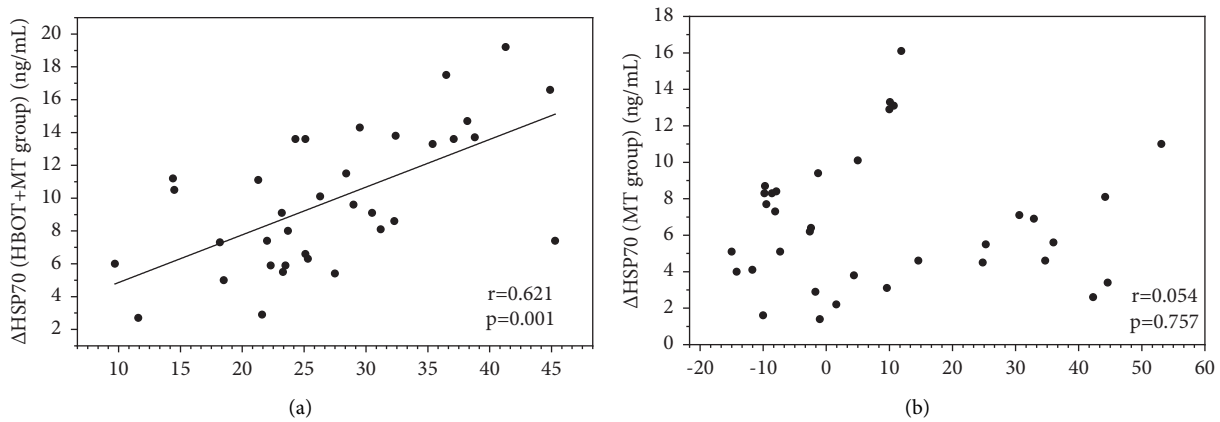 ΔHSP70 (HBOT+MT group) (ng/mL)
20
18
16
14
12
10
8
6
4
2
r=0.621
p=0.001
10 15 20 25 30 35 40 45
(a)
ΔHSP70 (MT group) (ng/mL)
18
16
14
12
10
8
6
4
2
0
r=0.054
p=0.757
-20 -10 0 10 20 30 40 50 60
(b)